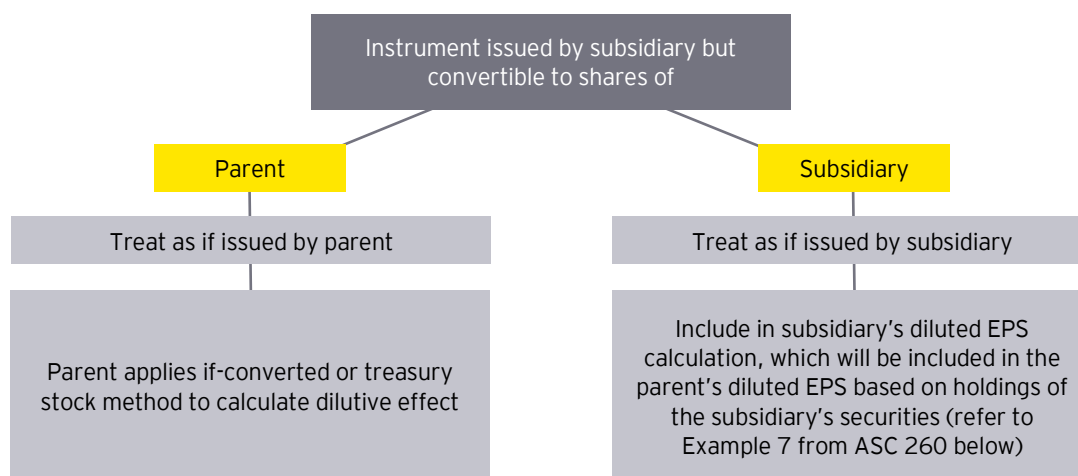 Instrument issued by subsidiary but
convertible to shares of
Parent
Subsidiary
Treat as if issued by parent
Treat as if issued by subsidiary
Parent applies if-converted or treasury
stock method to calculate dilutive effect
Include in subsidiary's diluted EPS
calculation, which will be included in the
parent's diluted EPS based on holdings of
the subsidiary's securities (refer to
Example 7 from ASC 260 below)